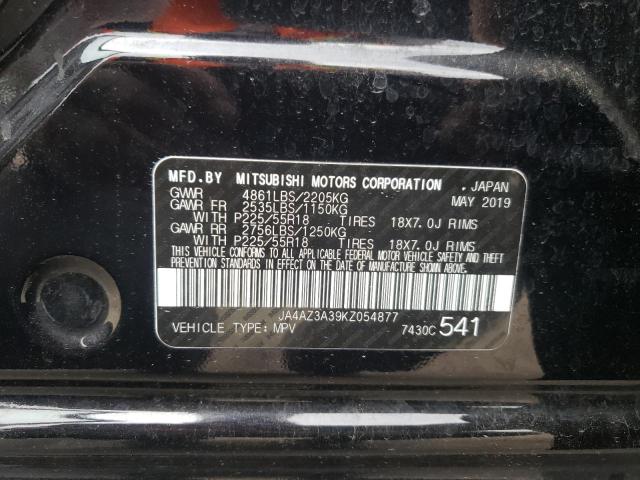 MFD.BY MITSUBISHI MOTORS CORPORATION . JAPAN
GVWR 4861LBS/2205KG MAY 2019
GAWR FR 2535LBS/1150KG
WITH P225/55R18 TIRES 18X7.0J RIMS
GAWR RR 2756LBS/1250KG
WITH P225/55R18 TIRES 18X7.0J RIMS
THIS VEHICLE CONFORMS TO ALL APPLICABLE FEDERAL MOTOR VEHICLE SAFETY AND THEFT
PREVENTION STANDARDS IN EFFECT ON THE DATE OF MANUFACTURE SHOWN ABOVE.
JA4AZ3A39KZ054877
VEHICLE TYPE:MPV 7430C 541